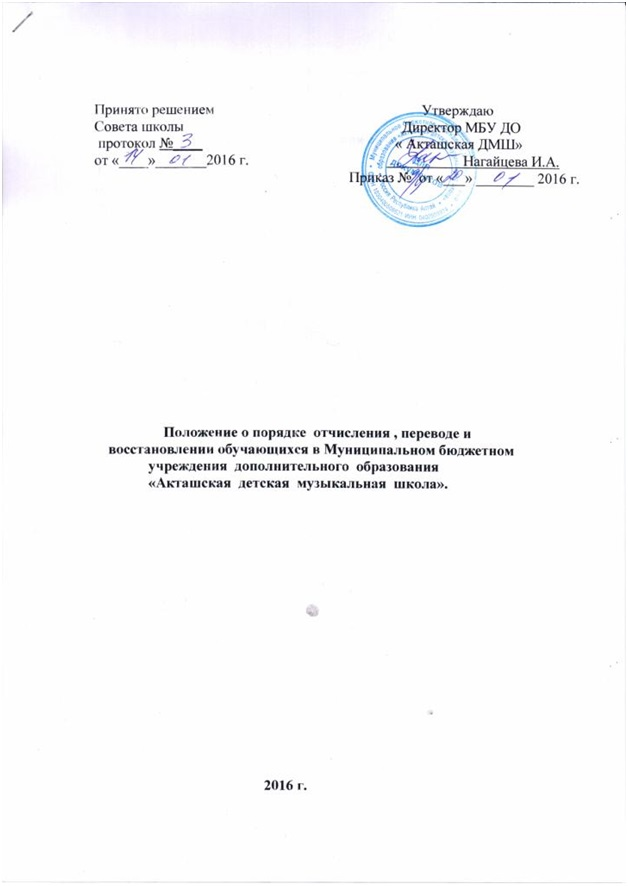 Принято решением
Совета школы
протокол № 3
от «14» 01 2016 г.
Утверждаю
Директор МБУ ДО
« Акташская ДМШ»
Нагайцева И.А.
Приказ № от «20» 01 2016 г.
Положение о порядке отчисления , переводе и
восстановлении обучающихся в Муниципальном бюджетном
учреждения дополнительного образования
«Акташская детская музыкальная школа».
2016 г.